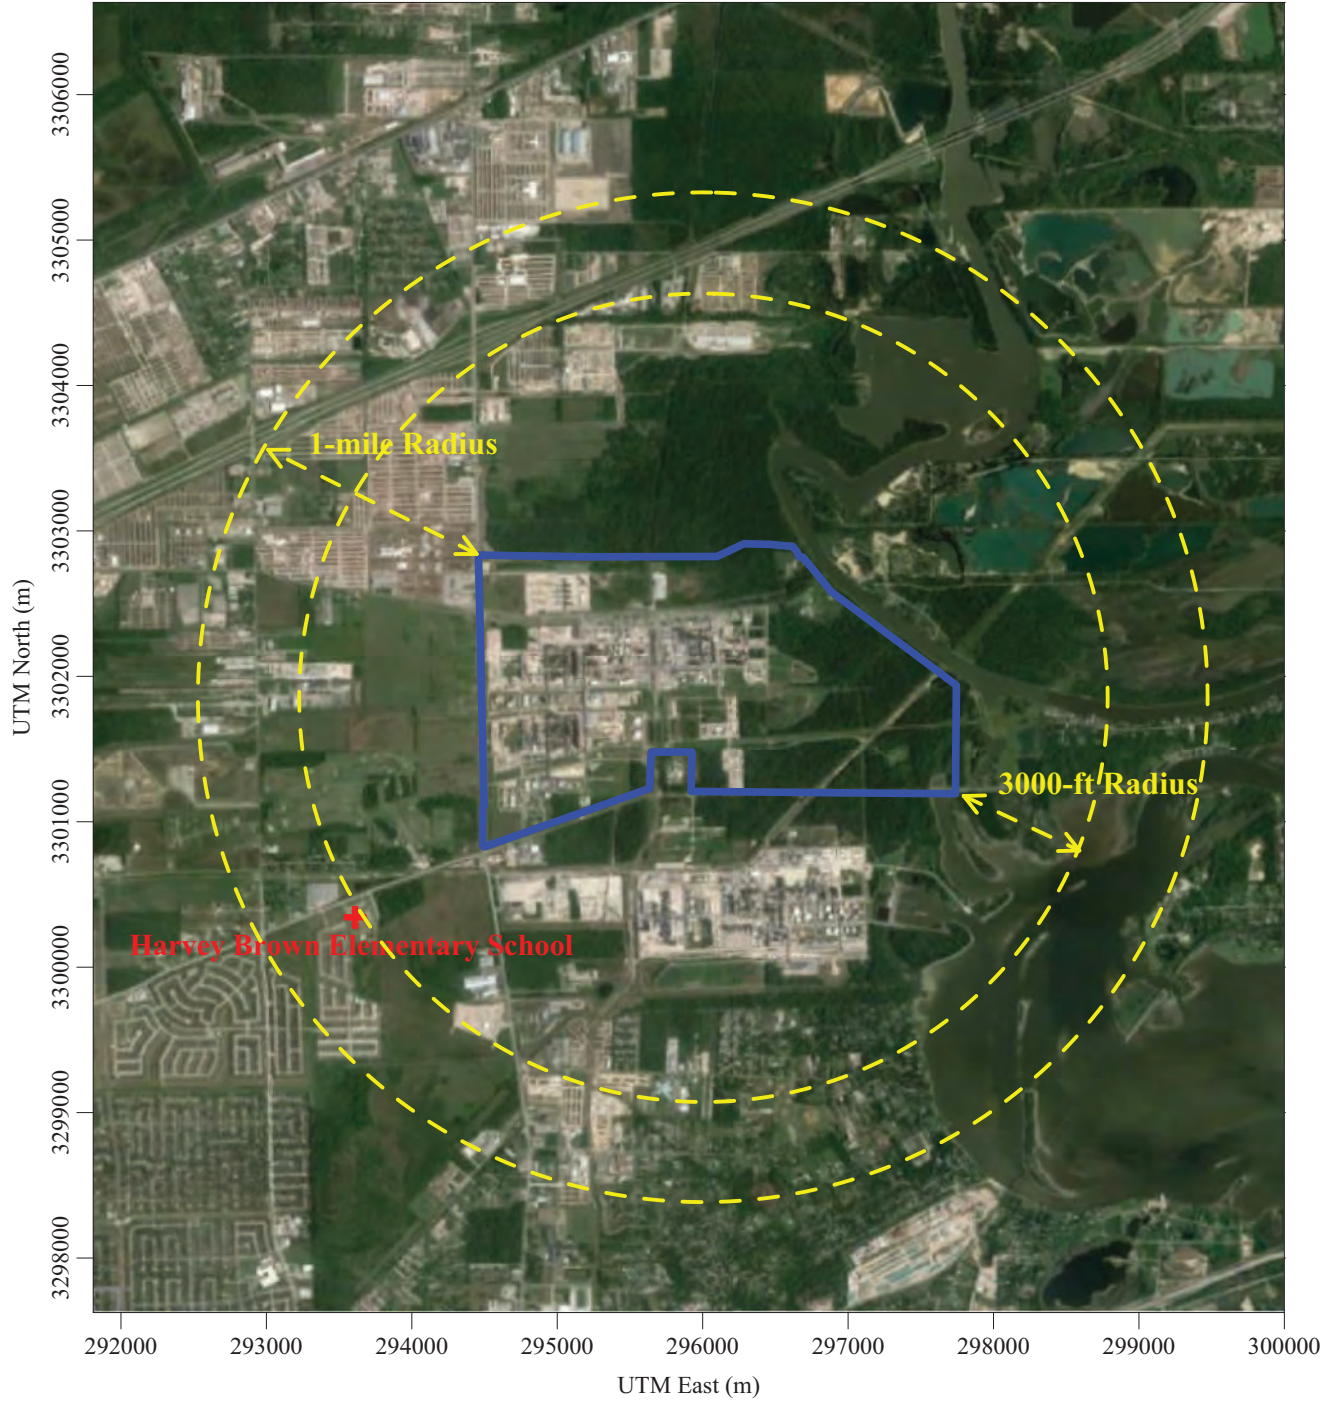 3306000
3305000
3304000
3303000
3302000
3301000
3300000
3299000
3298000
UTM North (m)
1-mile Radius
3000-ft Radius
Harvey Brown Elementary School
292000 293000 294000 295000 296000 297000 298000 299000 300000
UTM East (m)